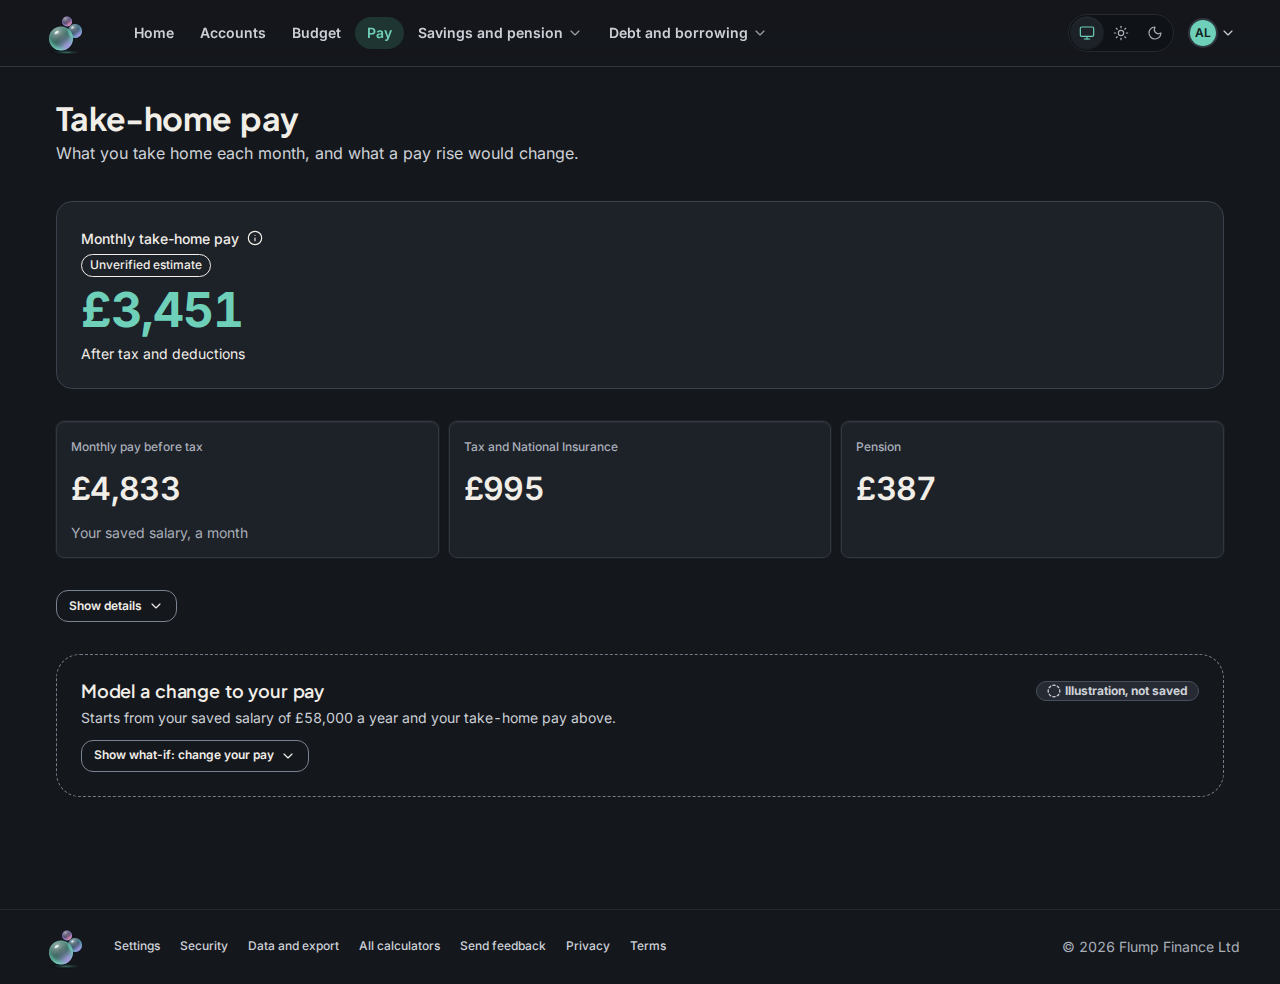 Home Accounts Budget Pay Savings and pension Debt and borrowing AL
Take-home pay
What you take home each month, and what a pay rise would change.
Monthly take-home pay
Unverified estimate
£3,451
After tax and deductions
Monthly pay before tax
£4,833
Your saved salary, a month
Tax and National Insurance
£995
Pension
£387
Show details
Model a change to your pay
Illustration, not saved
Starts from your saved salary of £58,000 a year and your take-home pay above.
Show what-if: change your pay
Settings Security Data and export All calculators Send feedback Privacy Terms
© 2026 Flump Finance Ltd